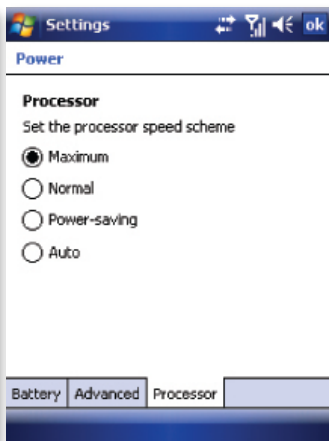 Settings ok
Power
Processor
Set the processor speed scheme
Maximum
Normal
Power-saving
Auto
Battery Advanced Processor